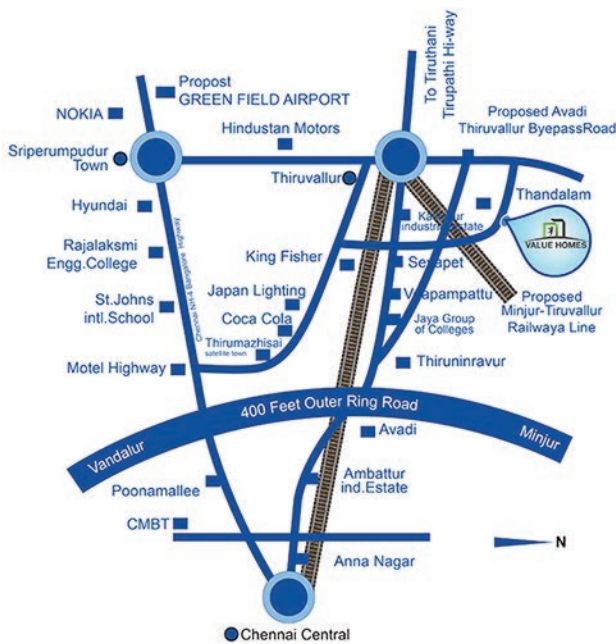 To Tiruthani
Tirupathi Hi-way
Propost
GREEN FIELD AIRPORT
NOKIA
Hindustan Motors
Proposed Avadi
Thiruvallur ByepassRoad
Sriperumpudur
Town
Thiruvallur
Thandalam
Hyundai
industrial estate
VALUE HOMES
Rajalaksmi
Engg.College
Chennai NH-4 Bangalore Highway
King Fisher
Sevapet
Japan Lighting
Proposed
Minjur-Tiruvallur
Railwaya Line
St.Johns
intl.School
Coca Cola
Jaya Group
of Colleges
Thirumazhisai
satellite town
Motel Highway
Thiruninravur
400 Feet Outer Ring Road
Vandalur
Minjur
Avadi
Poonamallee
Ambattur
ind.Estate
CMBT
N
Anna Nagar
Chennai Central